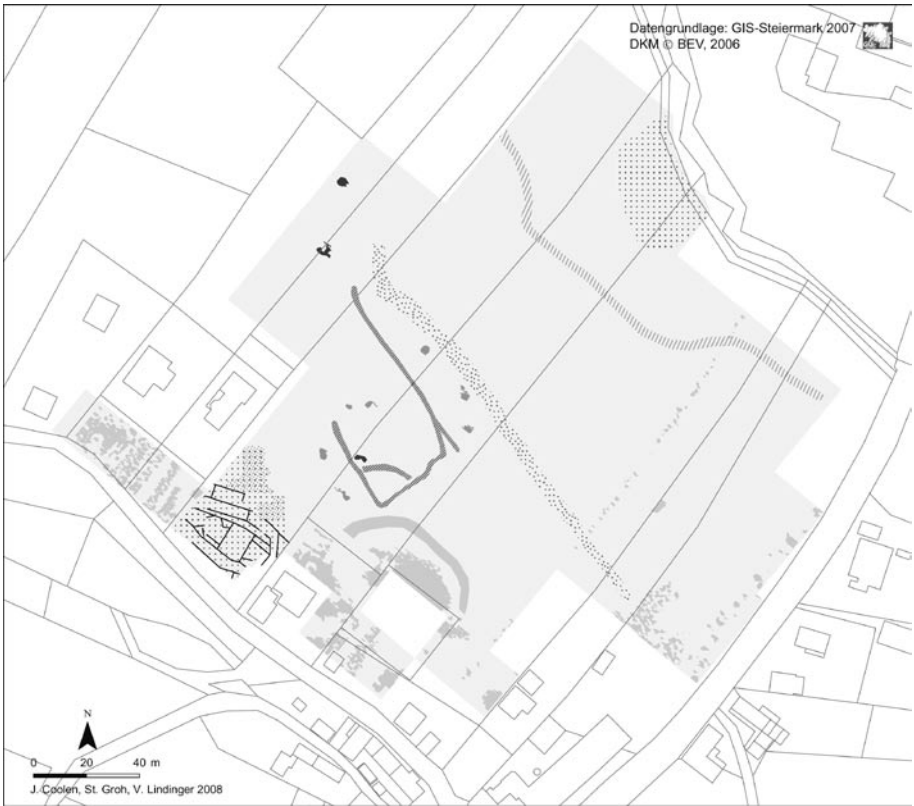 Datengrundlage: GIS-Steiermark 2007
DKM © BEV, 2006
N
0 20 40 m
J. Coolen, St. Groh, V. Lindinger 2008